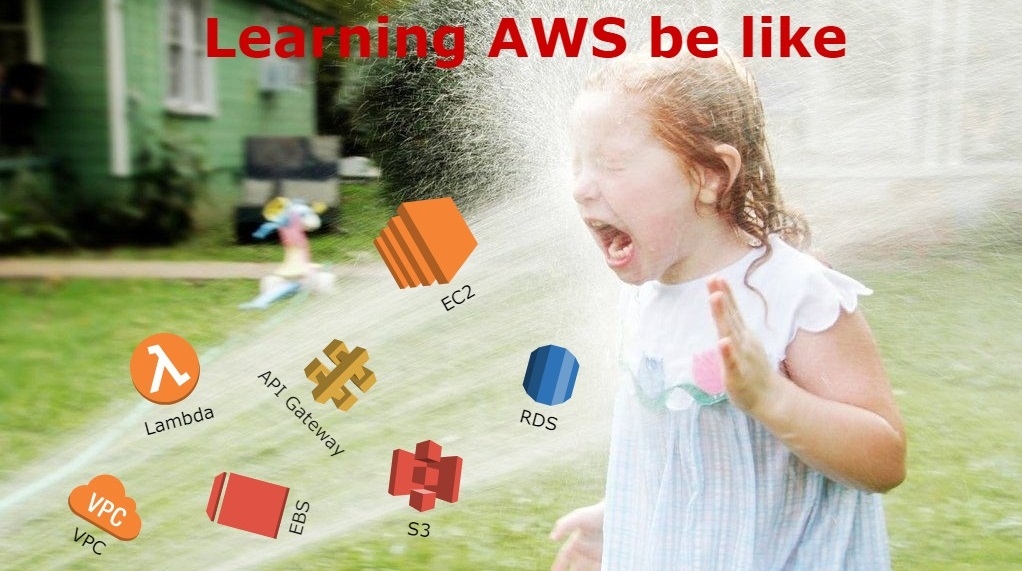 Learning AWS be like
EC2
Lambda
API Gateway
RDS
VPC
VPC
EBS
S3